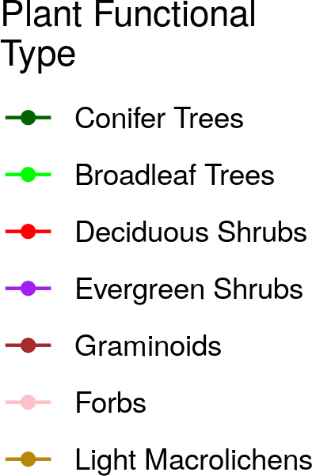 Plant Functional
Type
Conifer Trees
Broadleaf Trees
Deciduous Shrubs
Evergreen Shrubs
Graminoids
Forbs
Light Macrolichens